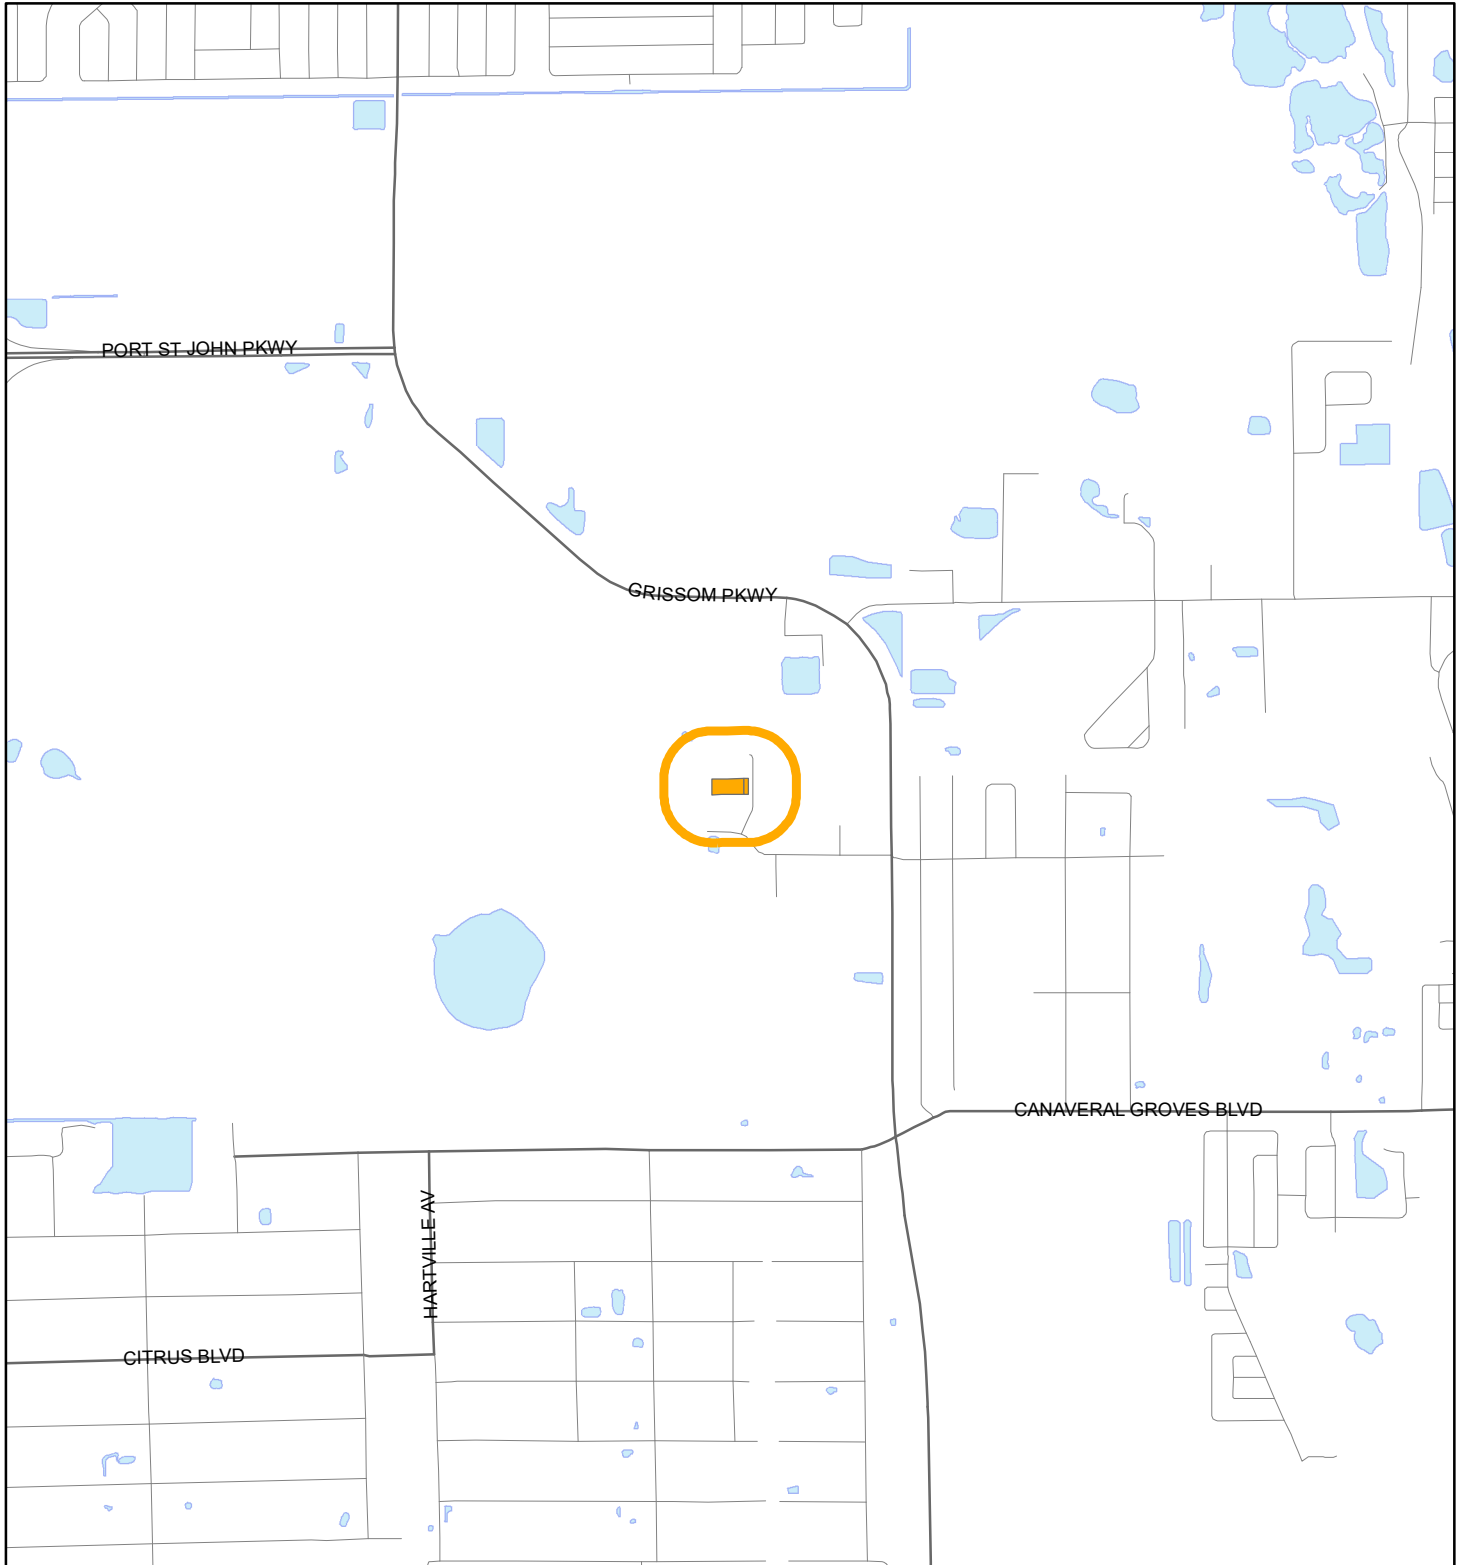 PORT ST JOHN PKWY
GRISSOM PKWY
CANAVERAL GROVES BLVD
HARTVILLE AV
CITRUS BLVD